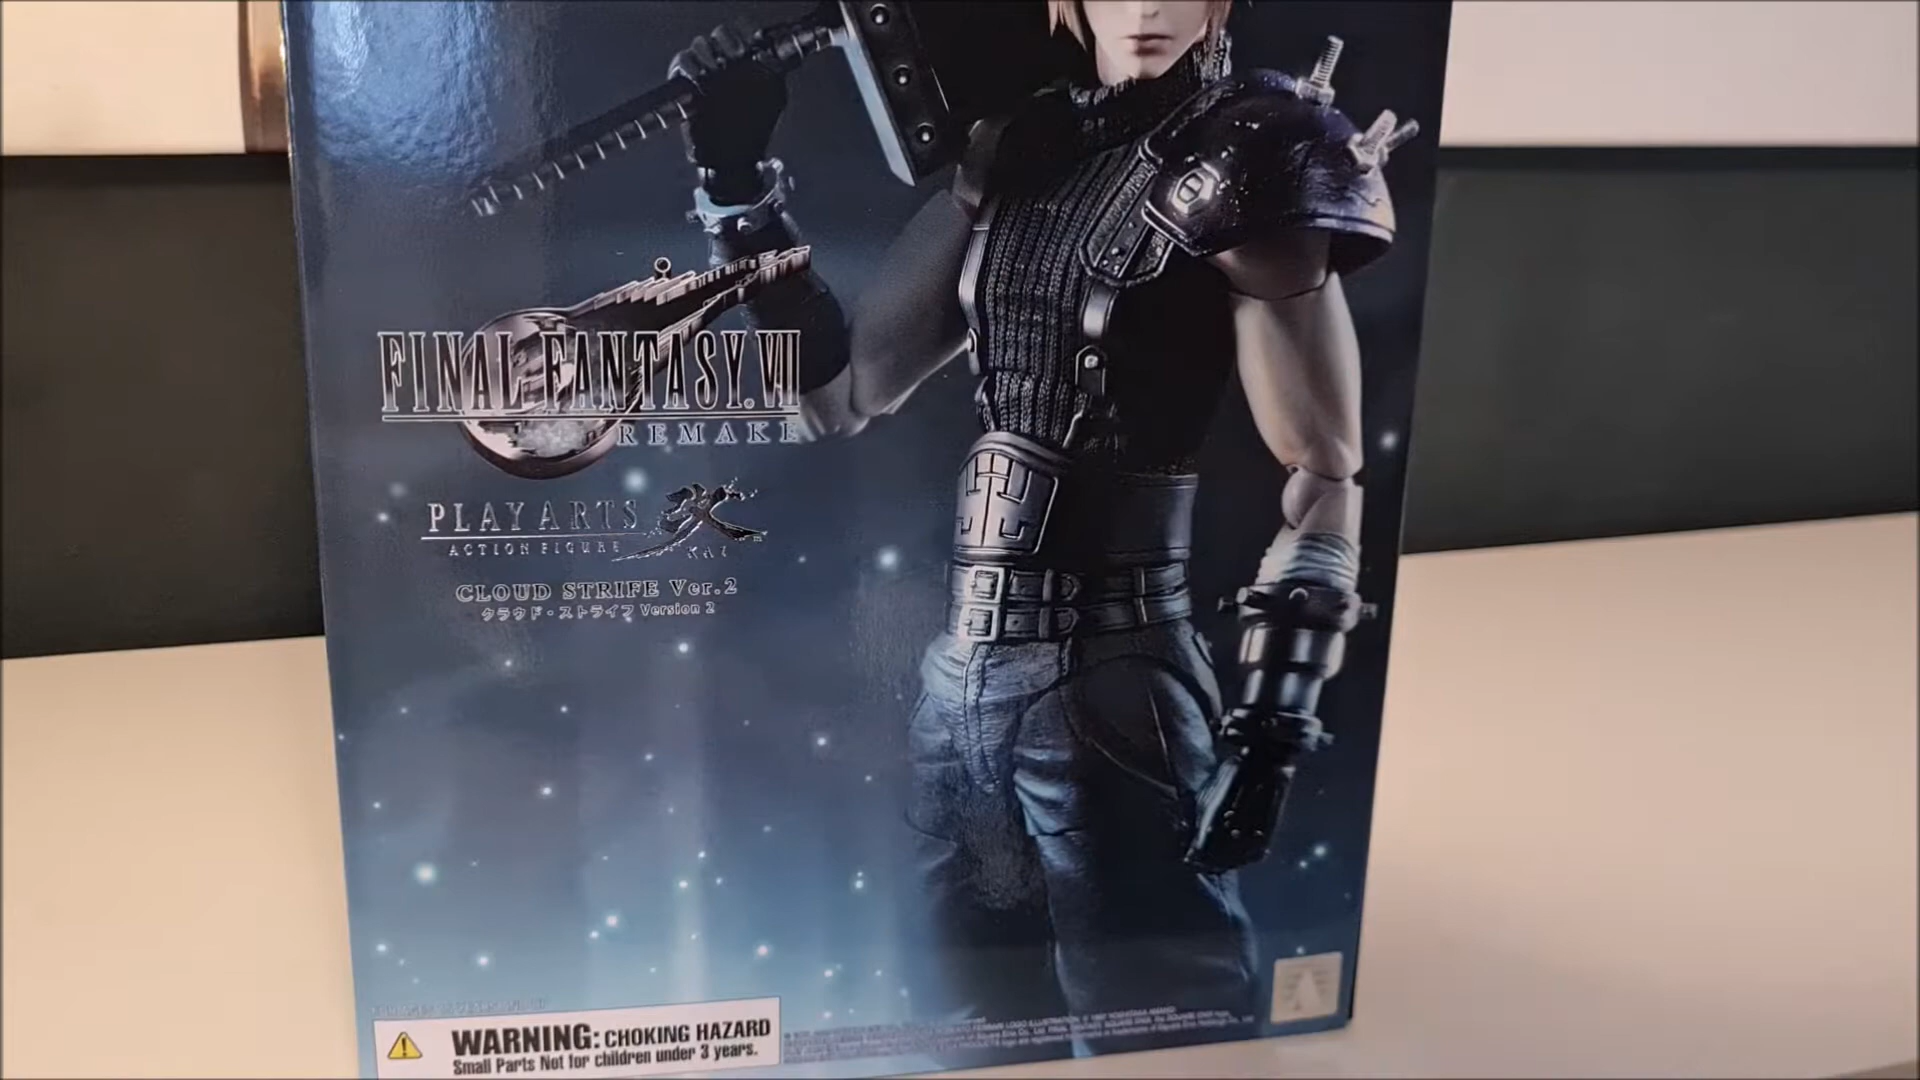 FINAL FANTASY. VII
REMAKE
PLAY ARTS 改
ACTION FIGURE KAI
CLOUD STRIFE Ver.2
クラウド・ストライフ Version 2
WARNING: CHOKING HAZARD
Small Parts Not for children under 3 years.